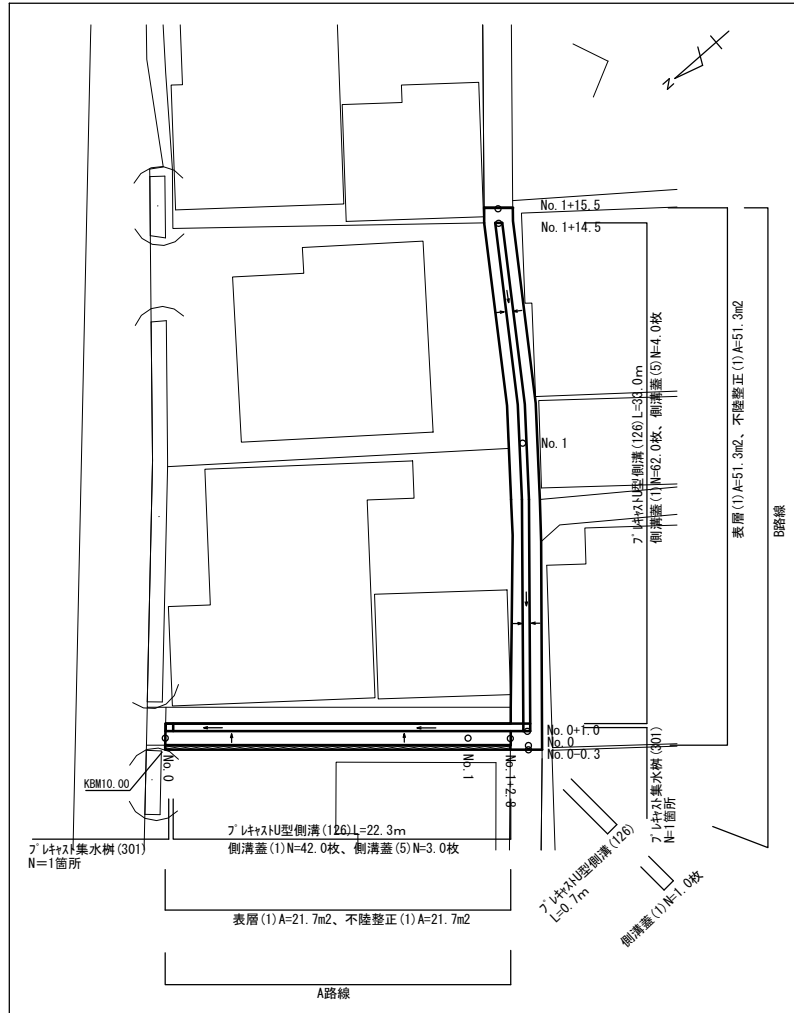 N
No. 1+15.5
No. 1+14.5
No. 1
プレキャストU型側溝(126)L=33.0m
側溝蓋(1)N=62.0枚、側溝蓋(5)N=4.0枚
表層(1)A=51.3m2、不陸整正(1)A=51.3m2
B路線
No. 0+1.0
No. 0
No. 0-0.3
プレキャスト集水桝(301)
N=1箇所
No. 0
No. 1
No. 1+2.8
KBM10.00
プレキャスト集水桝(301)
N=1箇所
プレキャストU型側溝(126)L=22.3m
側溝蓋(1)N=42.0枚、側溝蓋(5)N=3.0枚
プレキャストU型側溝(126)
L=0.7m
側溝蓋(1)N=1.0枚
表層(1)A=21.7m2、不陸整正(1)A=21.7m2
A路線